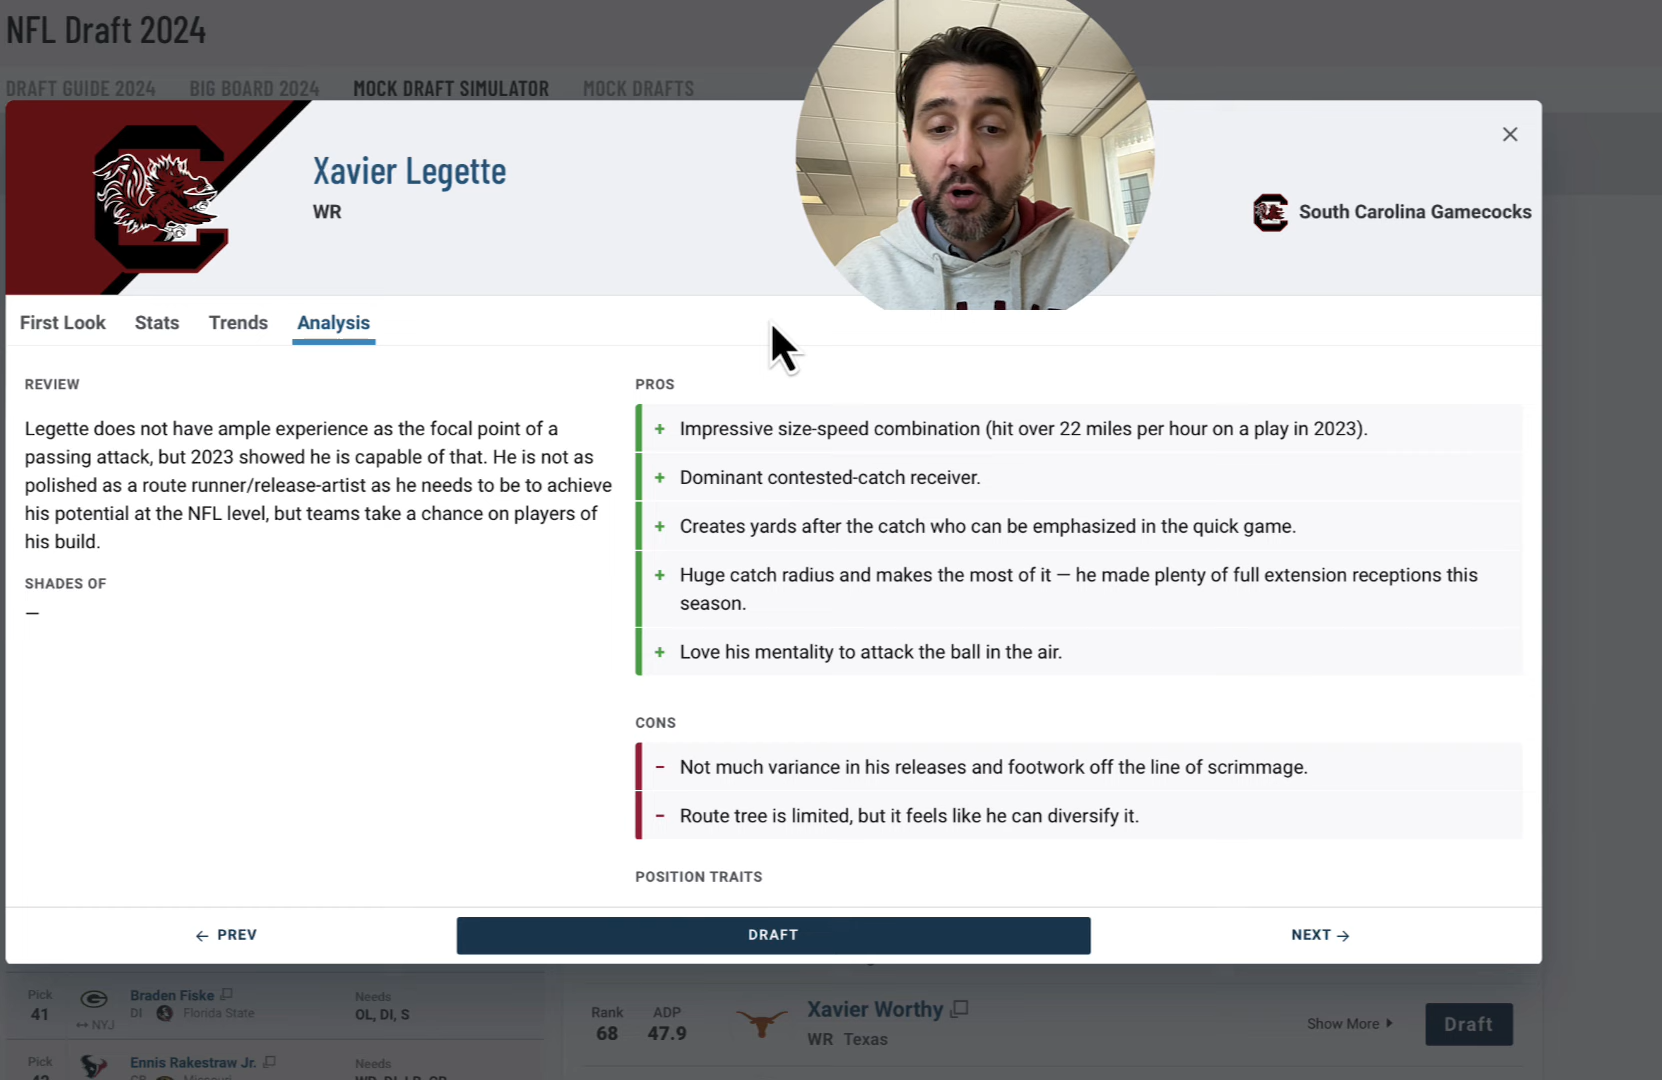 NFL Draft 2024
DRAFT GUIDE 2024 BIG BOARD 2024 MOCK DRAFT SIMULATOR MOCK DRAFTS
Xavier Legette
WR
South Carolina Gamecocks
First Look Stats Trends Analysis
REVIEW
Legette does not have ample experience as the focal point of a
passing attack, but 2023 showed he is capable of that. He is not as
polished as a route runner/release-artist as he needs to be to achieve
his potential at the NFL level, but teams take a chance on players of
his build.
SHADES OF
—
PROS
+ Impressive size-speed combination (hit over 22 miles per hour on a play in 2023).
+ Dominant contested-catch receiver.
+ Creates yards after the catch who can be emphasized in the quick game.
+ Huge catch radius and makes the most of it — he made plenty of full extension receptions this
season.
+ Love his mentality to attack the ball in the air.
CONS
- Not much variance in his releases and footwork off the line of scrimmage.
- Route tree is limited, but it feels like he can diversify it.
POSITION TRAITS
← PREV
DRAFT
NEXT →
Pick
41
↔ NYJ
Braden Fiske
DI Florida State
Needs
OL, DI, S
Pick
Ennis Rakestraw Jr.
Needs
Rank
68
ADP
47.9
Xavier Worthy
WR Texas
Show More
Draft